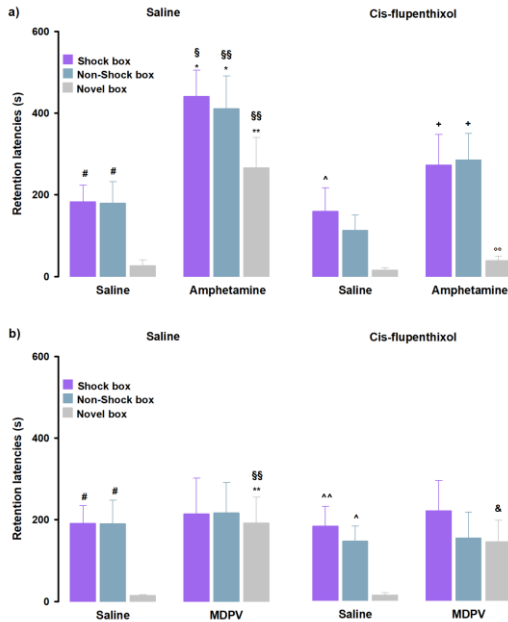 a)
Saline
Cis-flupenthixol
Retention latencies (s)
600
400
200
0
Shock box
Non-Shock box
Novel box
# #
§ §§ §§
* * **
^
+ +
°°
Saline
Amphetamine
Saline
Amphetamine
b)
Saline
Cis-flupenthixol
Retention latencies (s)
600
400
200
0
Shock box
Non-Shock box
Novel box
# #
§§
**
^^ ^
&
Saline
MDPV
Saline
MDPV